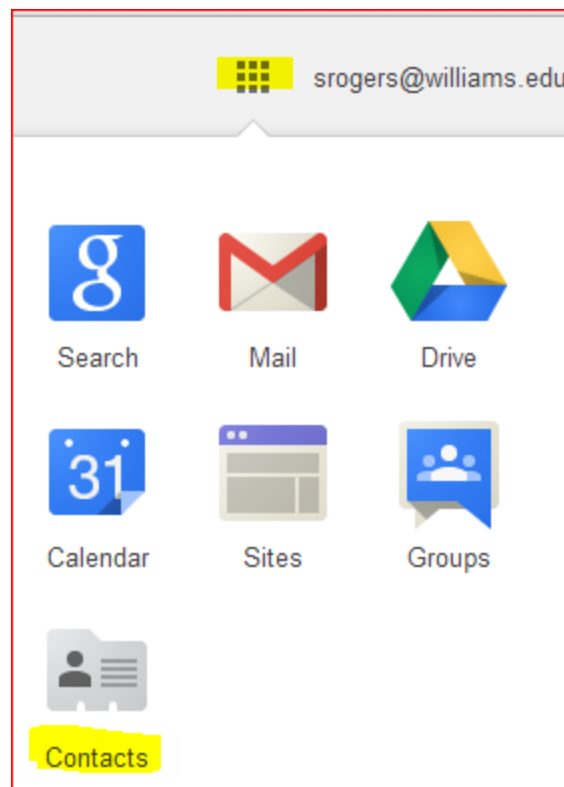 srogers@williams.edu
g
Search Mail Drive
31
Calendar Sites Groups
Contacts